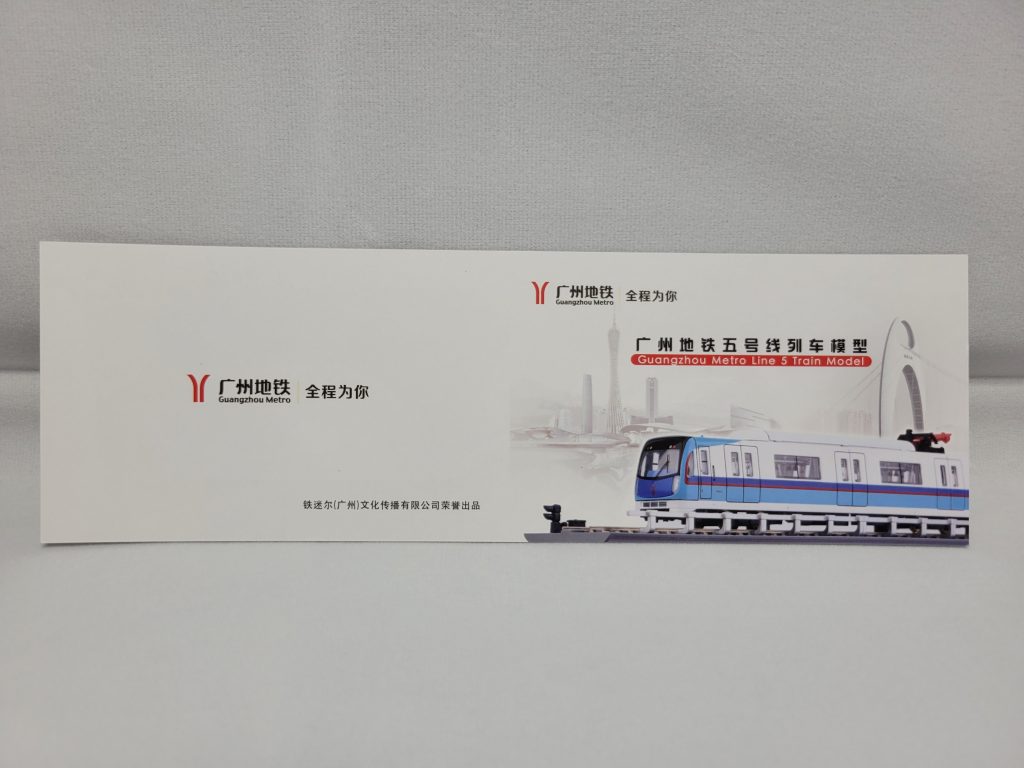 广州地铁
Guangzhou Metro
全程为你
铁迷尔(广州)文化传播有限公司荣誉出品
广州地铁
Guangzhou Metro
全程为你
广州地铁五号线列车模型
Guangzhou Metro Line 5 Train Model